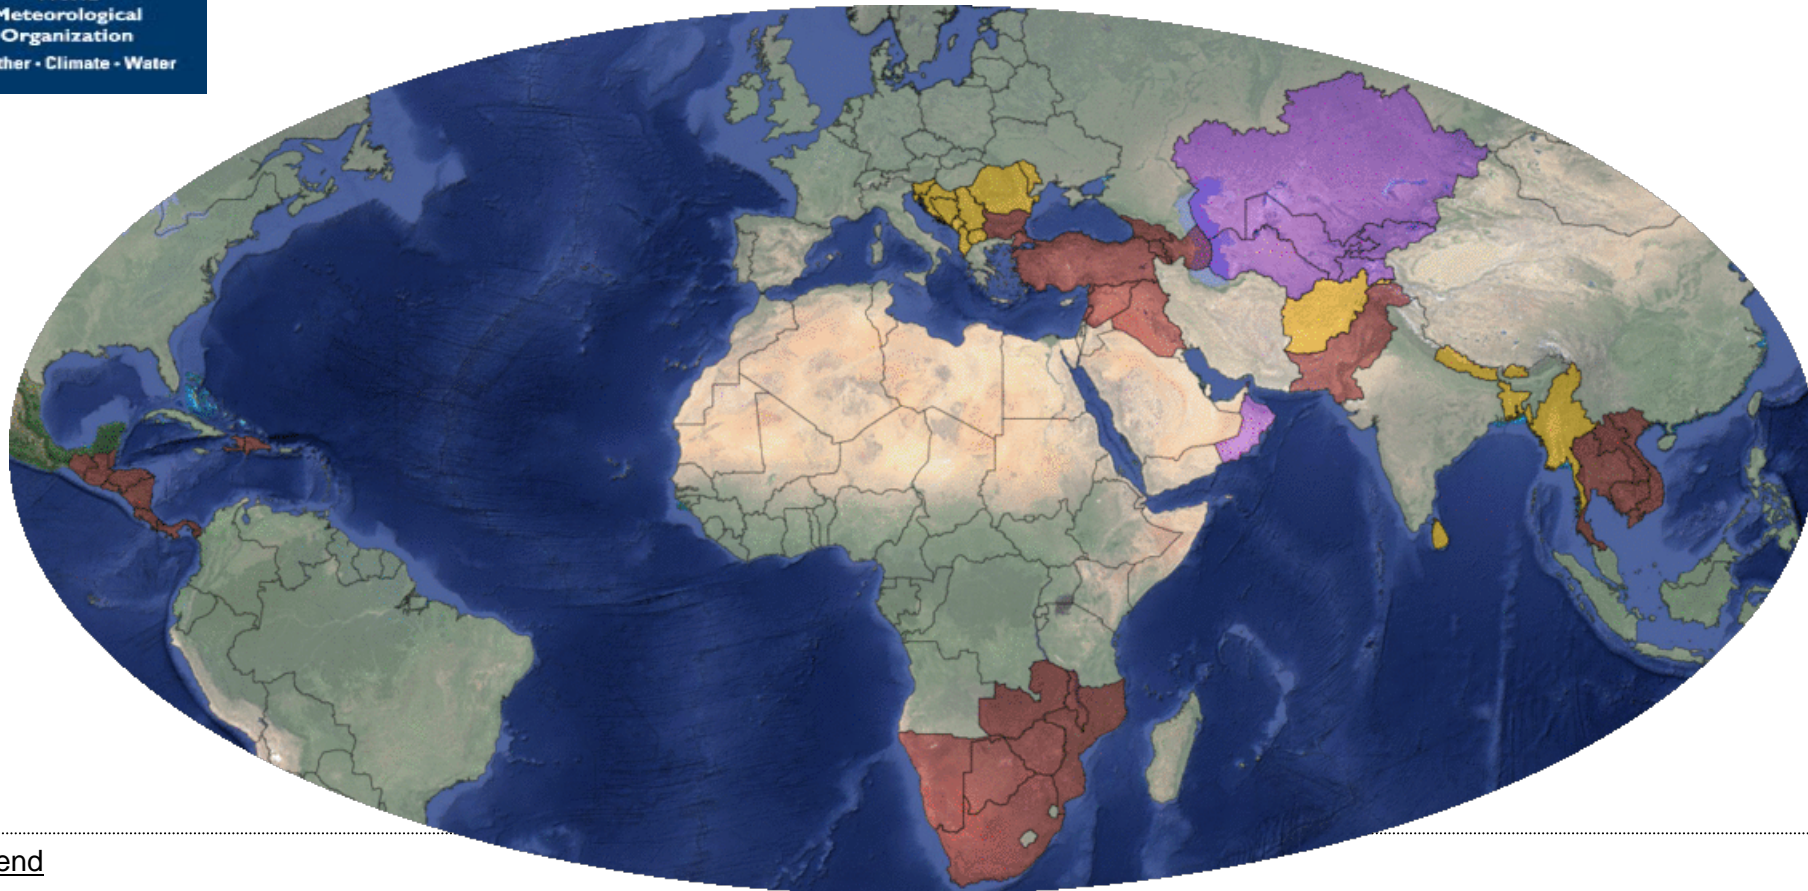 Meteorological
Organization
ther - Climate - Water
end